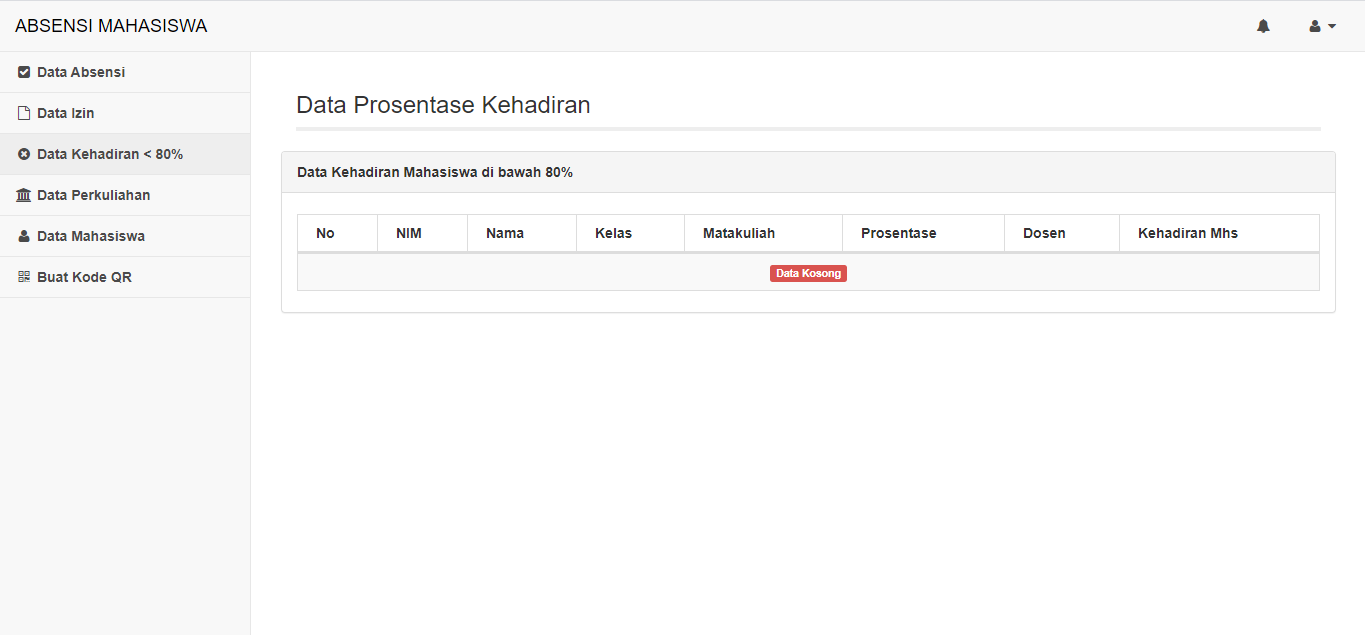 ABSENSI MAHASISWA
Data Absensi
Data Izin
Data Kehadiran < 80%
Data Perkuliahan
Data Mahasiswa
Buat Kode QR
Data Prosentase Kehadiran
Data Kehadiran Mahasiswa di bawah 80%
No NIM Nama Kelas Matakuliah Prosentase Dosen Kehadiran Mhs
Data Kosong